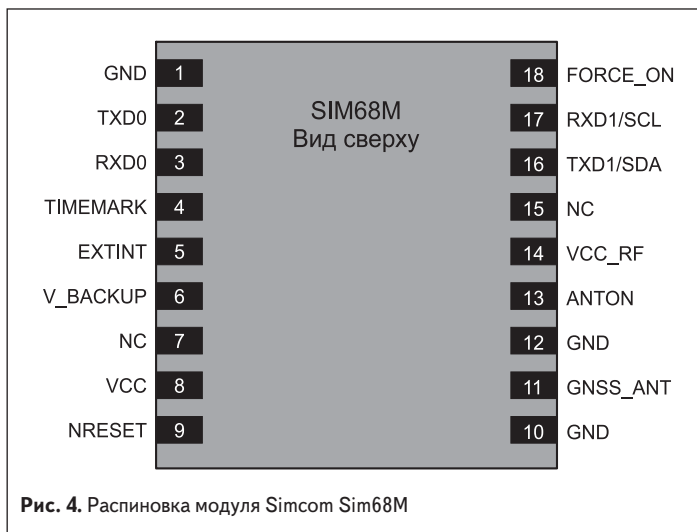 GND 1
TXD0 2
RXD0 3
TIMEMARK 4
EXTINT 5
V_BACKUP 6
NC 7
VCC 8
NRESET 9
SIM68M
Вид сверху
18 FORCE_ON
17 RXD1/SCL
16 TXD1/SDA
15 NC
14 VCC_RF
13 ANTON
12 GND
11 GNSS_ANT
10 GND
Рис. 4. Распиновка модуля Simcom Sim68M